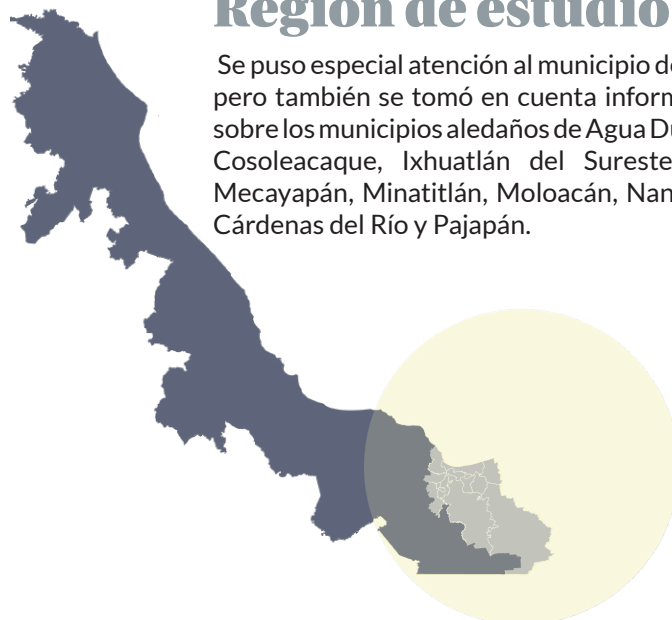 Región de estudio
Se puso especial atención al municipio de
pero también se tomó en cuenta
sobre los municipios aledaños de Agua
Cosoleacaque, Ixhuatlán del Sureste
Mecayapán, Minatitlán, Moloacán,
Cárdenas del Río y Pajapán.